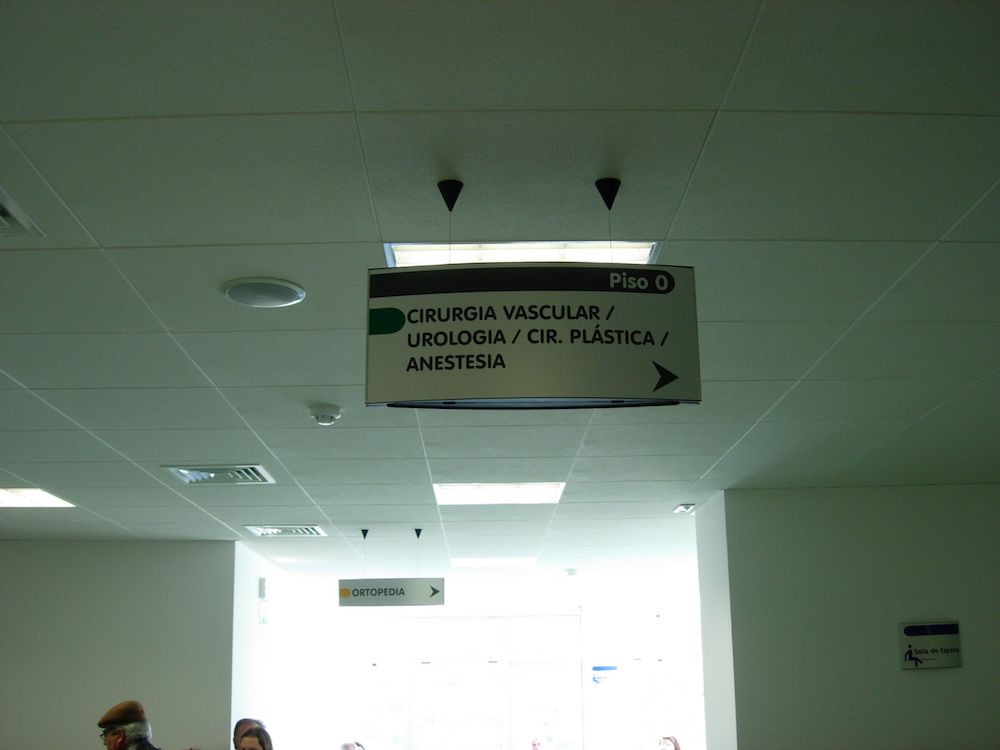 Piso 0
CIRURGIA VASCULAR /
UROLOGIA / CIR. PLÁSTICA /
ANESTESIA
ORTOPEDIA
Sala de Espera